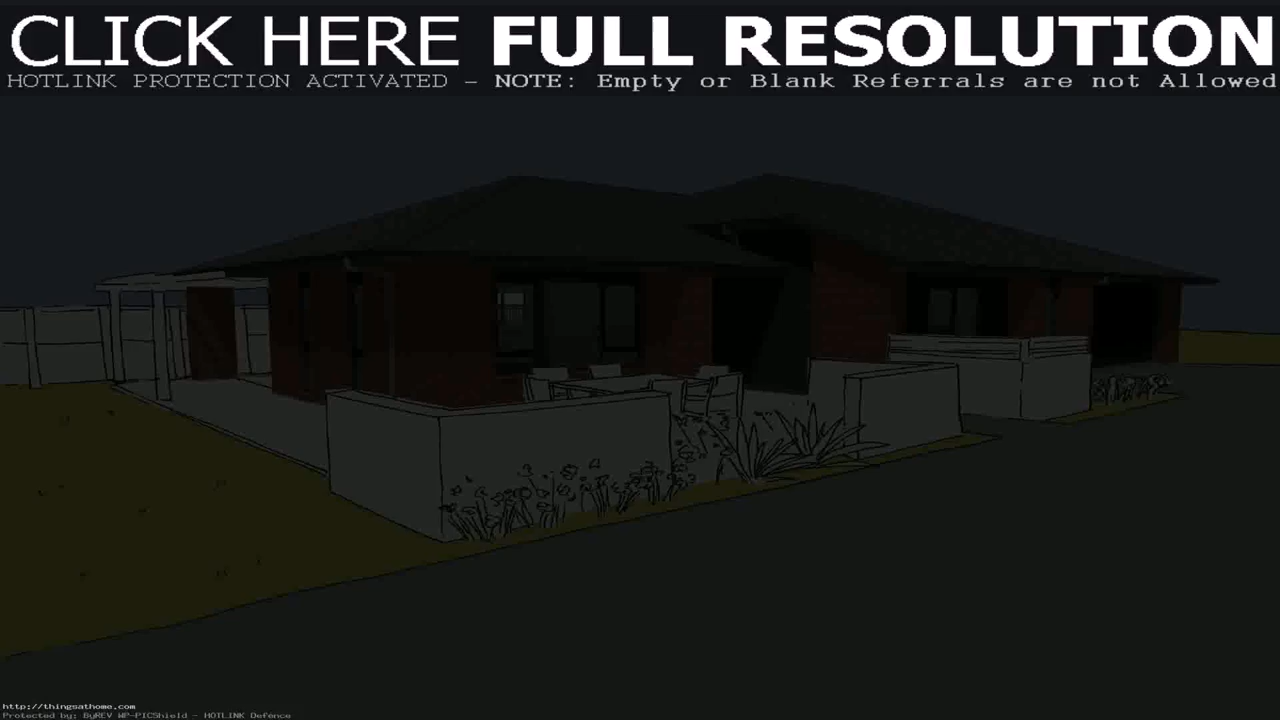 CLICK HERE FULL RESOLUTION
HOTLINK PROTECTION ACTIVATED – NOTE: Empty or Blank Referrals are not Allowed
http://thingsathome.com
Protected by: ByREV WP-PICShield - HOTLINK Defence